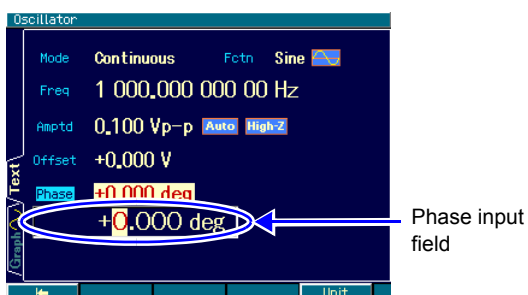 Oscillator
Mode Continuous Fctn Sine
Freq 1 000.000 000 00 Hz
Amptd 0.100 Vp-p Auto High-Z
Offset +0.000 V
Text
Phase +0.000 deg
+0.000 deg
Graph
Phase input
field
Unit